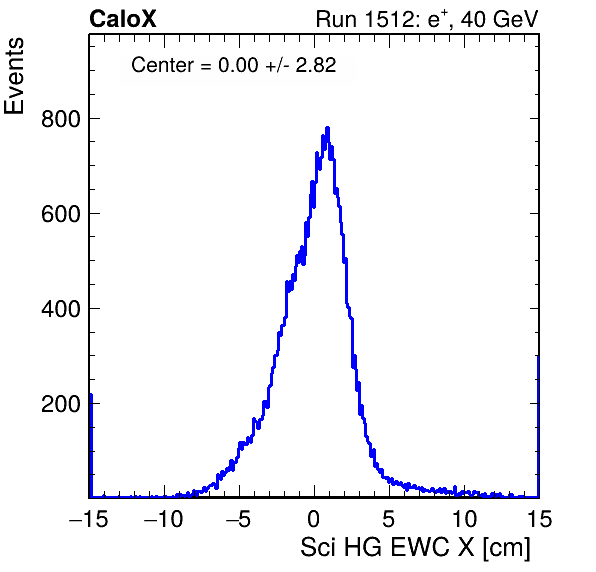 CaloX Run 1512: e⁺, 40 GeV
Events
Center = 0.00 +/- 2.82
800
600
400
200
−15 −10 −5 0 5 10 15
Sci HG EWC X [cm]